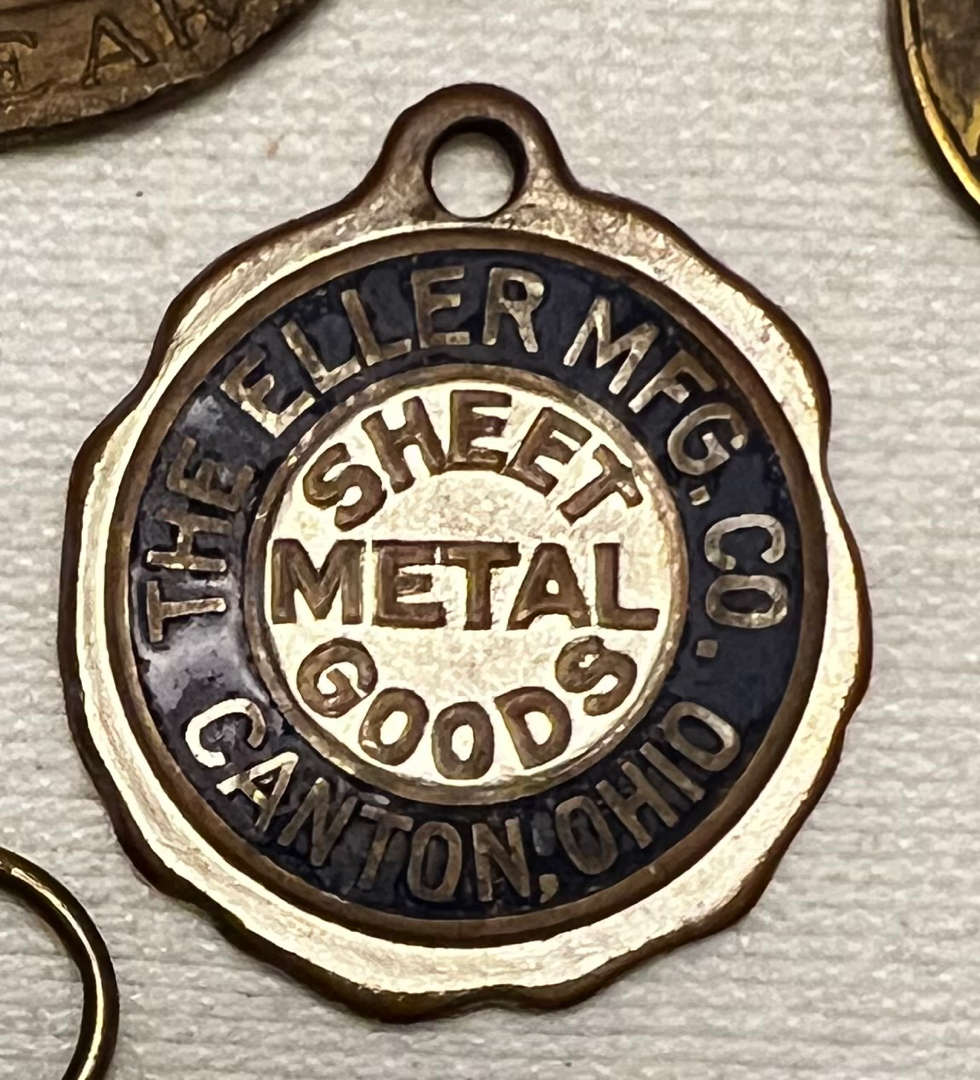 THE ELLER MFG. CO.
SHEET
METAL
GOODS
CANTON, OHIO